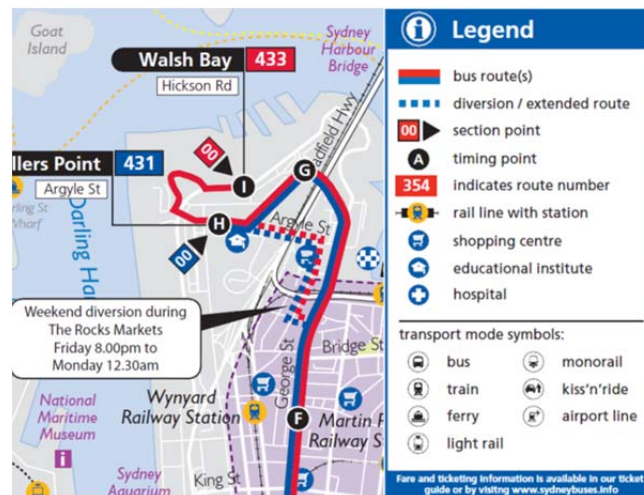 Goat
Island
Walsh Bay 433
Hickson Rd
Sydney
Harbour
Bridge
adfield Hwy
00
I
G
llers Point 431
Argyle St
H
Argyle St
00
ling St
Wharf
Darling Ha
Weekend diversion during
The Rocks Markets
Friday 8.00pm to
Monday 12.30am
Bridge St
George St
Wynyard
Railway Station
F
Martin P
Railway S
National
Maritime
Museum
i
Sydney
Aquarium
King St
i Legend
bus route(s)
diversion / extended route
00 section point
A timing point
354 indicates route number
rail line with station
shopping centre
educational institute
hospital
transport mode symbols:
bus
monorail
train
kiss'n'ride
ferry
airport line
light rail
Fare and ticketing information is available in our ticket
guide or by visitng www.sydneybuses.info